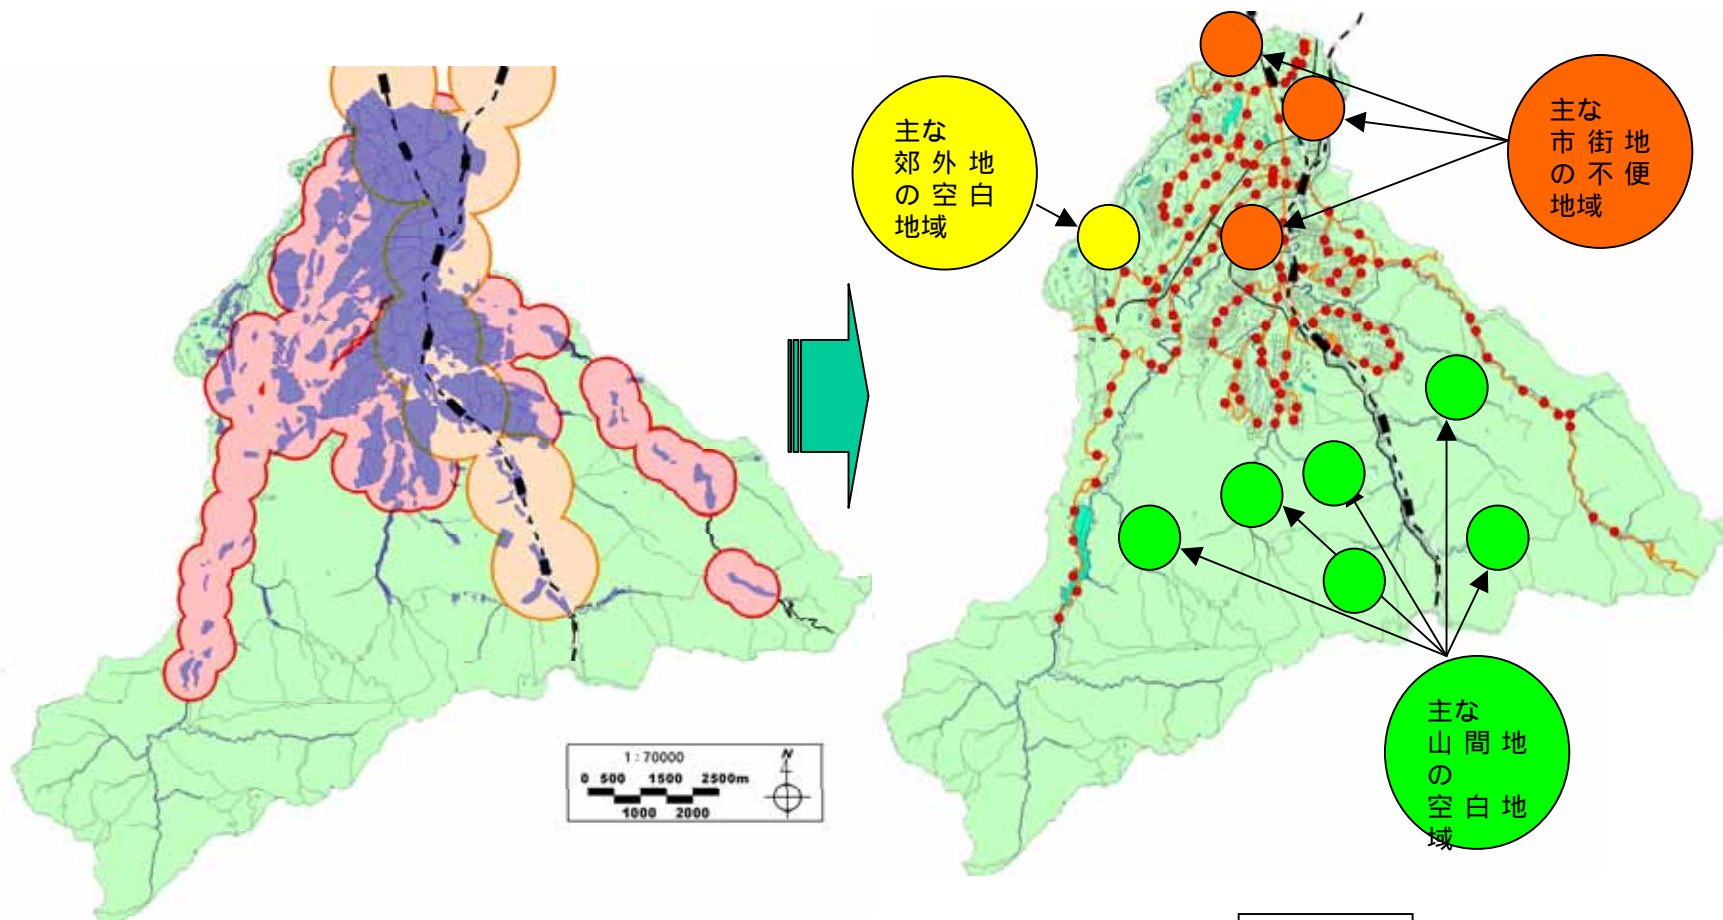 主な
郊外地
の空白
地域
主な
市街地
の不便
地域
主な
山間地
の
空白地
域
1:70000
N
0 500 1500 2500m
1000 2000